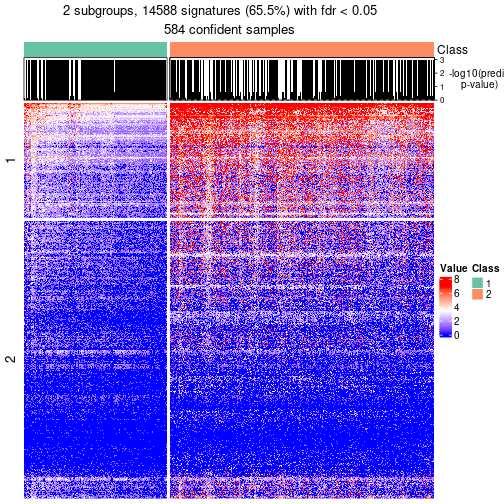 2 subgroups, 14588 signatures (65.5%) with fdr < 0.05
584 confident samples
Class
3
2
1
0
-log10(predi
p-value)
1
2
Value
8
6
4
2
0
Class
1
2